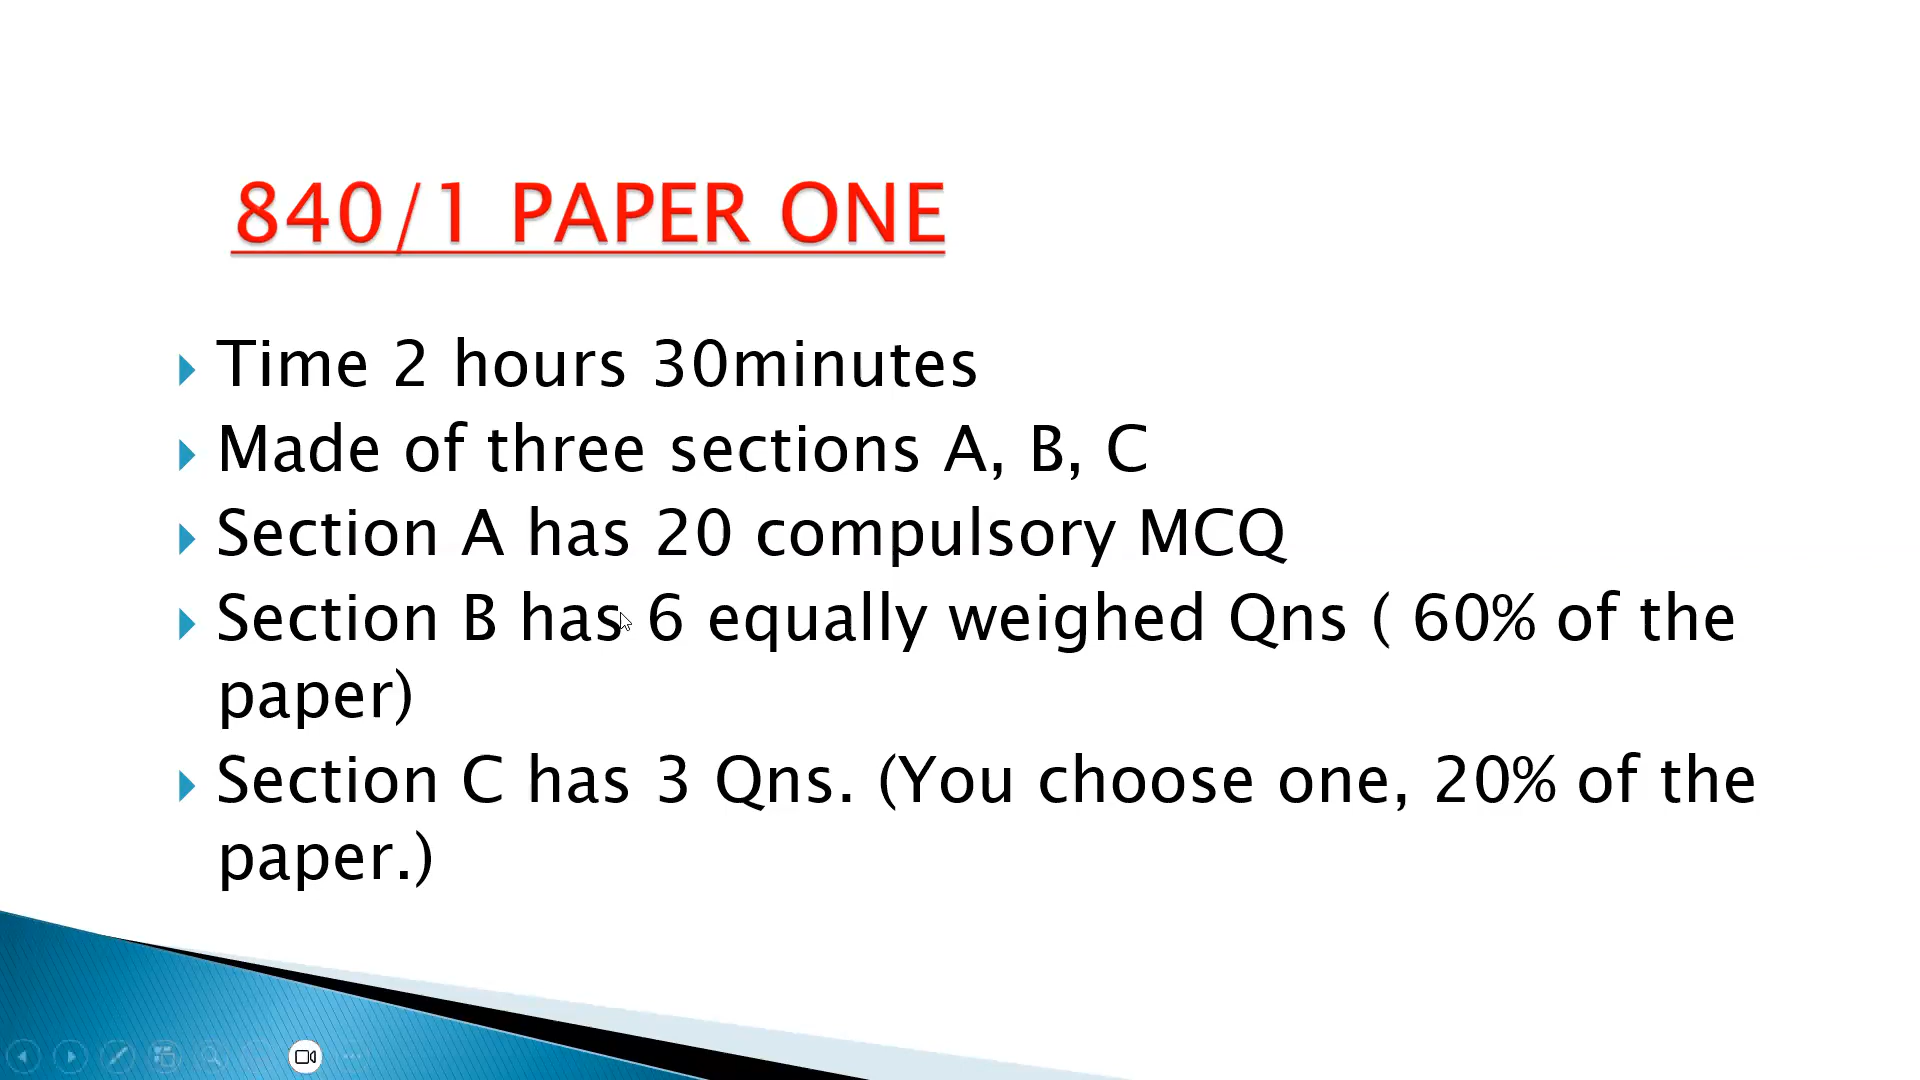 840/1 PAPER ONE
Time 2 hours 30minutes
Made of three sections A, B, C
Section A has 20 compulsory MCQ
Section B has 6 equally weighed Qns ( 60% of the
paper)
Section C has 3 Qns. (You choose one, 20% of the
paper.)